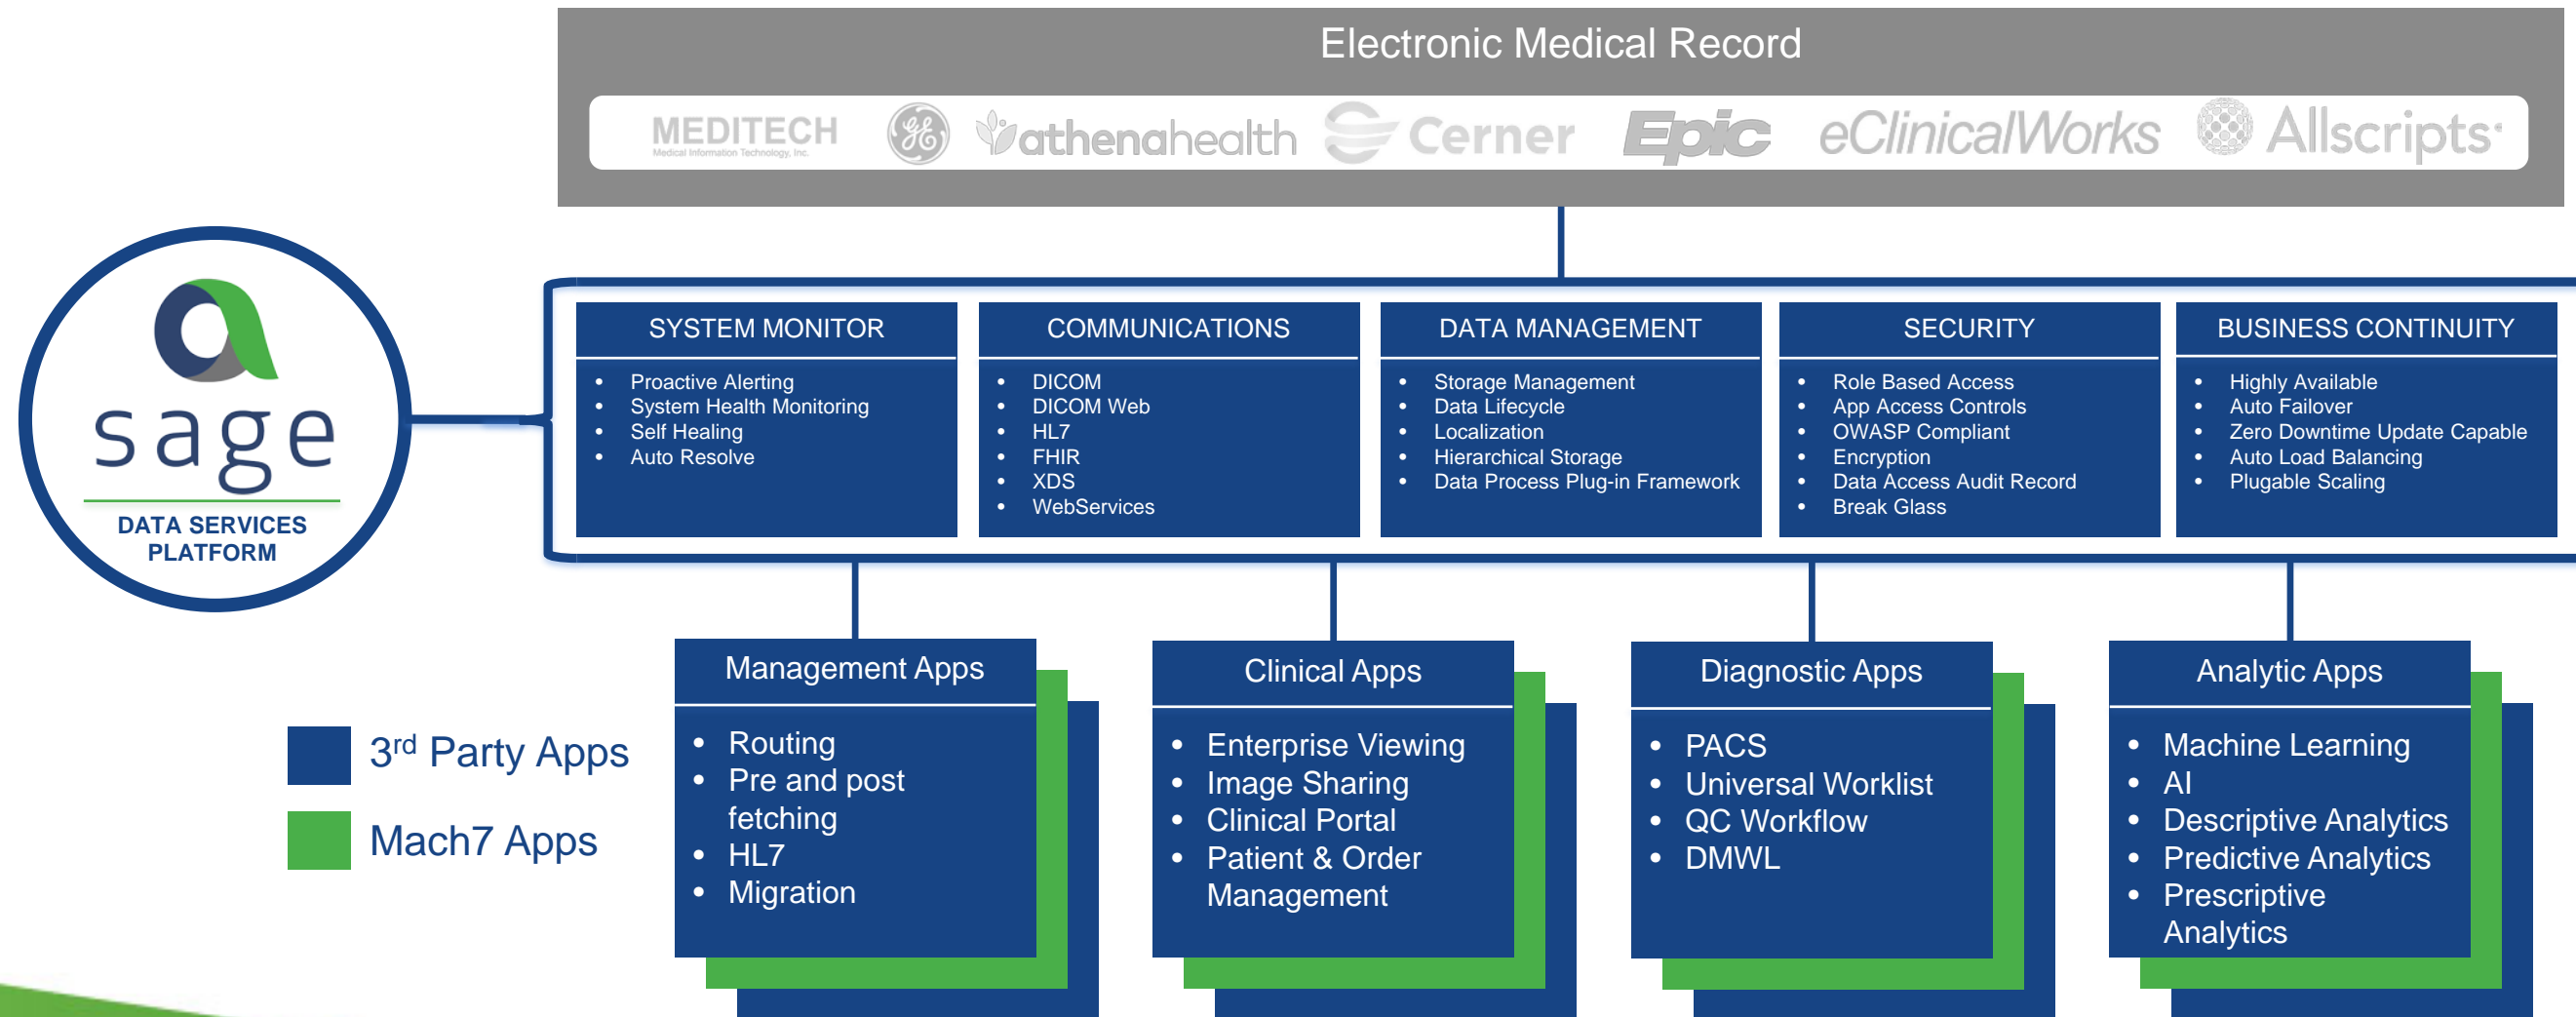 Electronic Medical Record
MEDITECH
Medical Information Technology, Inc.
GE
athenahealth
Cerner
Epic
eClinicalWorks
Allscripts
sage
DATA SERVICES
PLATFORM
SYSTEM MONITOR
• Proactive Alerting
• System Health Monitoring
• Self Healing
• Auto Resolve
COMMUNICATIONS
• DICOM
• DICOM Web
• HL7
• FHIR
• XDS
• WebServices
DATA MANAGEMENT
• Storage Management
• Data Lifecycle
• Localization
• Hierarchical Storage
• Data Process Plug-in Framework
SECURITY
• Role Based Access
• App Access Controls
• OWASP Compliant
• Encryption
• Data Access Audit Record
• Break Glass
BUSINESS CONTINUITY
• Highly Available
• Auto Failover
• Zero Downtime Update Capable
• Auto Load Balancing
• Plugable Scaling
3rd Party Apps
Mach7 Apps
Management Apps
• Routing
• Pre and post
fetching
• HL7
• Migration
Clinical Apps
• Enterprise Viewing
• Image Sharing
• Clinical Portal
• Patient & Order
Management
Diagnostic Apps
• PACS
• Universal Worklist
• QC Workflow
• DMWL
Analytic Apps
• Machine Learning
• AI
• Descriptive Analytics
• Predictive Analytics
• Prescriptive
Analytics